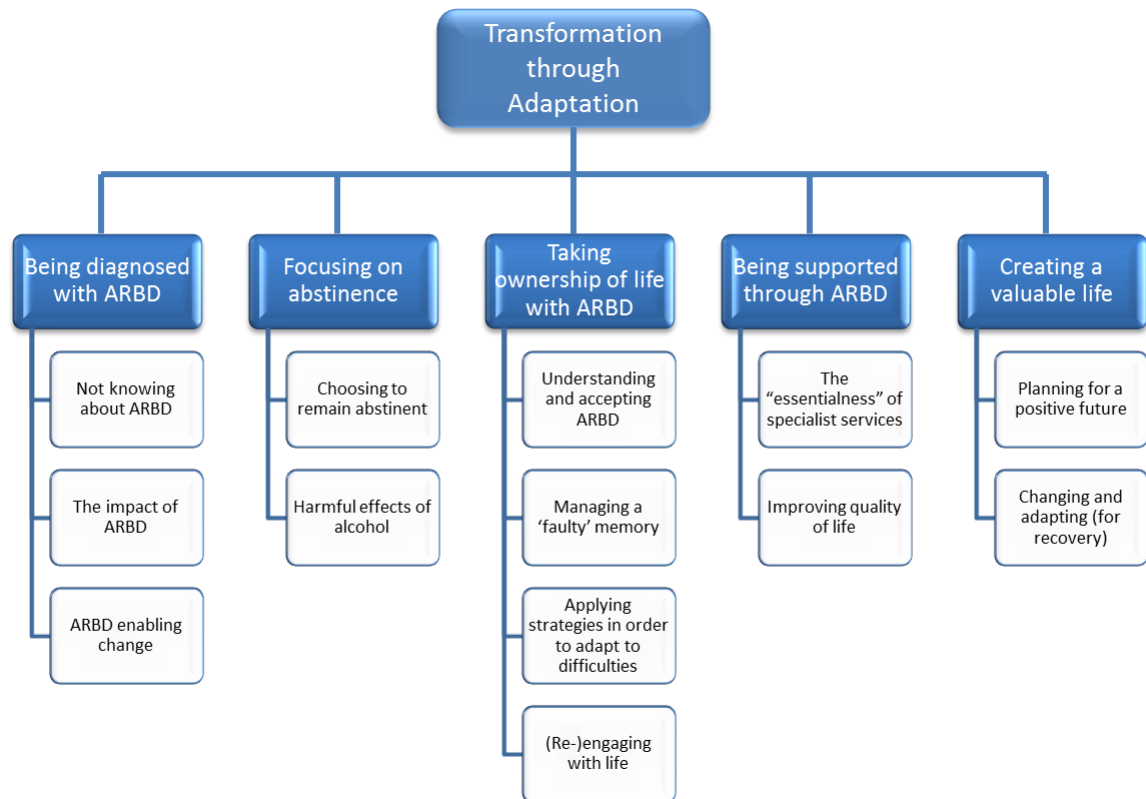 Transformation
through
Adaptation
Being diagnosed
with ARBD
Not knowing
about ARBD
The impact of
ARBD
ARBD enabling
change
Focusing on
abstinence
Choosing to
remain abstinent
Harmful effects of
alcohol
Taking
ownership of life
with ARBD
Understanding
and accepting
ARBD
Managing a
‘faulty’ memory
Applying
strategies in order
to adapt to
difficulties
(Re-)engaging
with life
Being supported
through ARBD
The
“essentialness” of
specialist services
Improving quality
of life
Creating a
valuable life
Planning for a
positive future
Changing and
adapting (for
recovery)